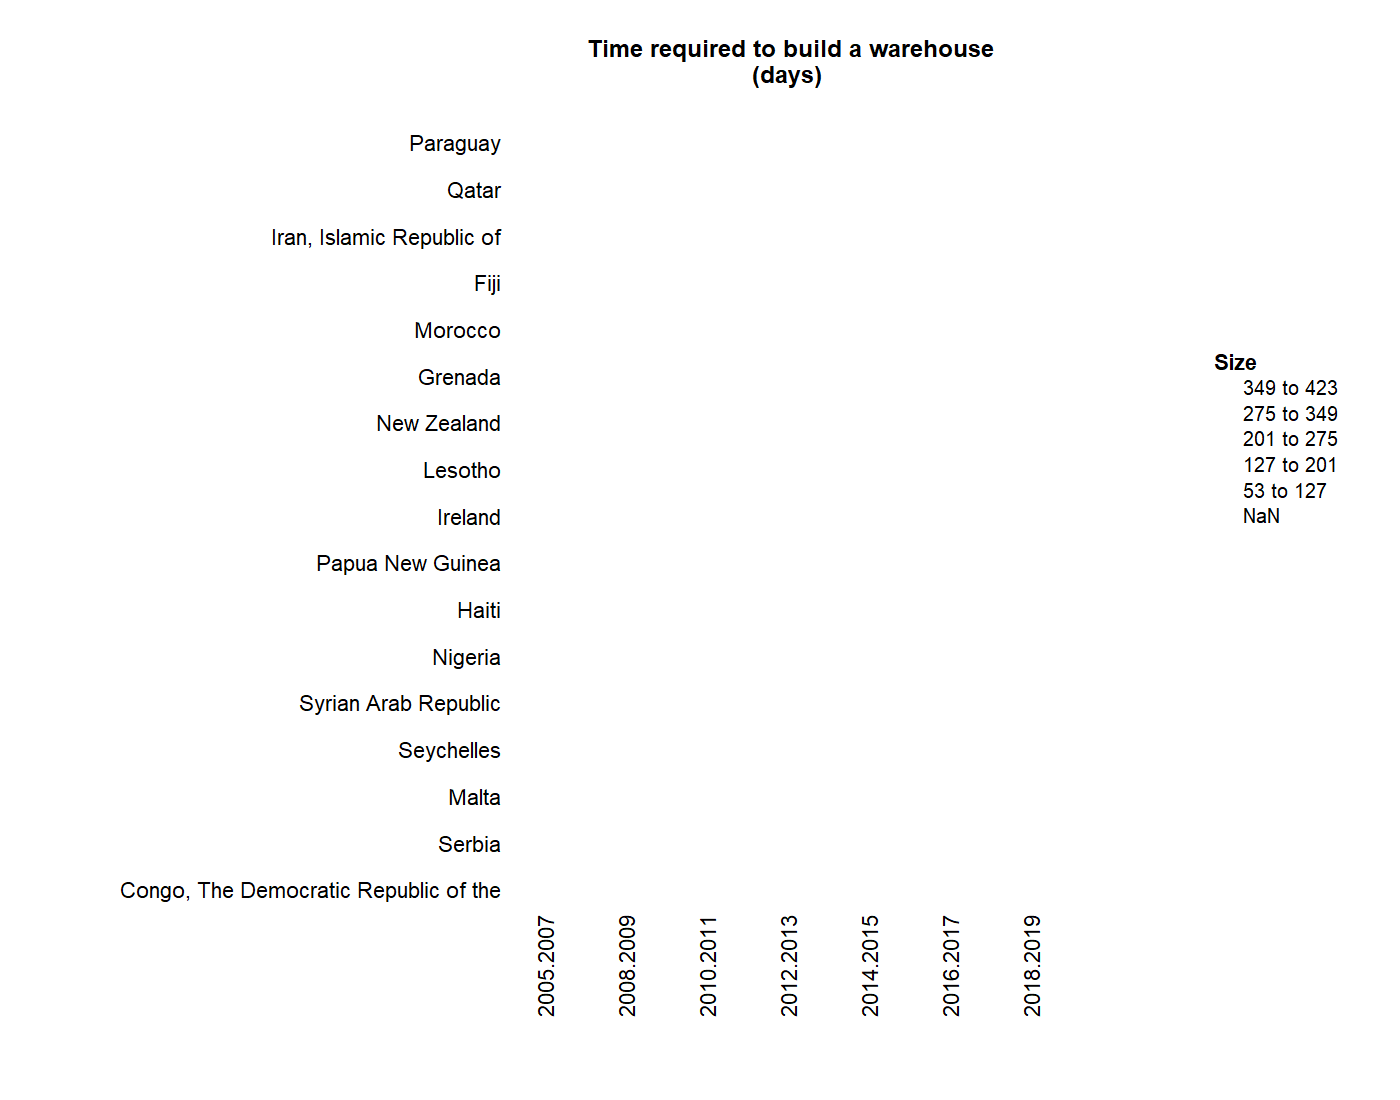 Time required to build a warehouse
(days)
Paraguay
Qatar
Iran, Islamic Republic of
Fiji
Morocco
Grenada
New Zealand
Lesotho
Ireland
Papua New Guinea
Haiti
Nigeria
Syrian Arab Republic
Seychelles
Malta
Serbia
Congo, The Democratic Republic of the
2005.2007
2008.2009
2010.2011
2012.2013
2014.2015
2016.2017
2018.2019
Size
349 to 423
275 to 349
201 to 275
127 to 201
53 to 127
NaN